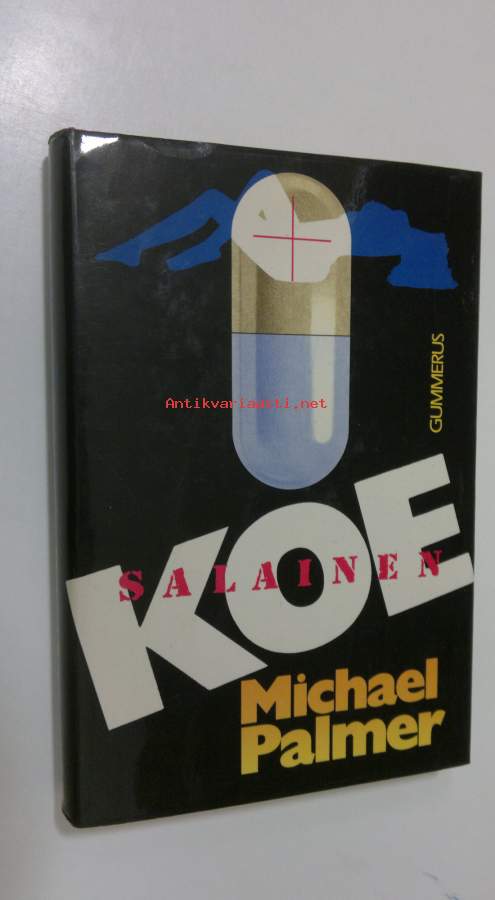 Antikvariaatti.net
GUMMERUS
SALAINEN
KOE
Michael
Palmer